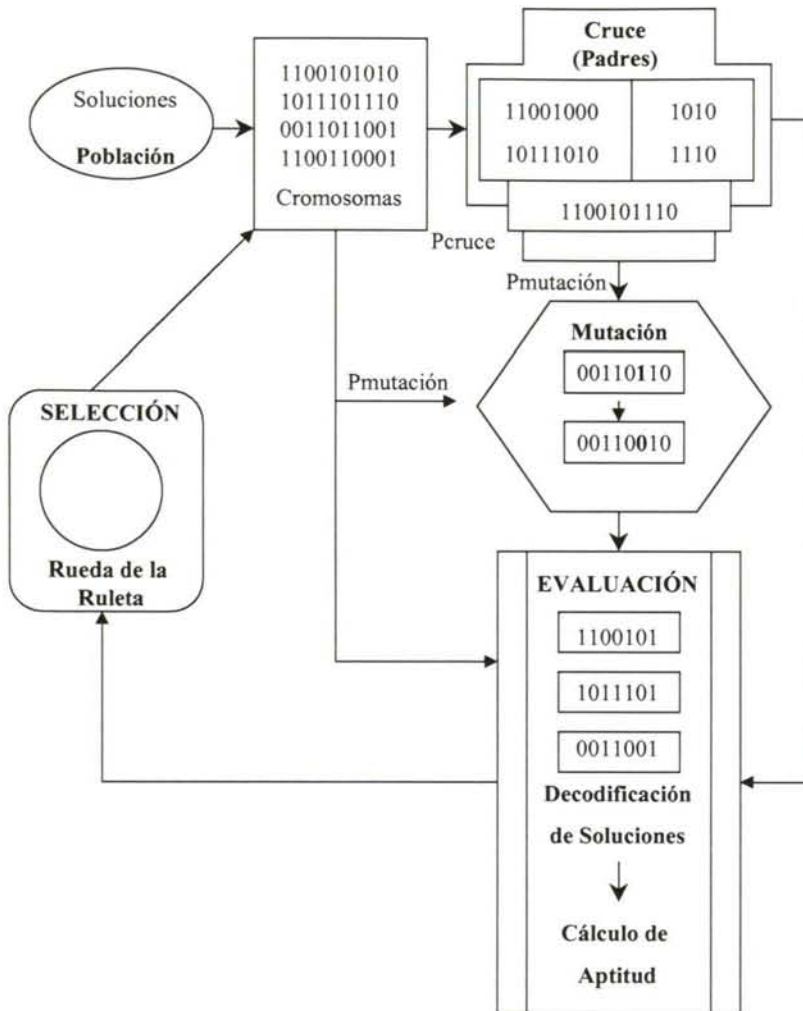 Soluciones
Población
1100101010
1011101110
0011011001
1100110001
Cromosomas
Cruce
(Padres)
11001000 1010
10111010 1110
1100101110
Pcruce
Pmutación
Mutación
00110110
00110010
Pmutación
SELECCIÓN
Rueda de la
Ruleta
EVALUACIÓN
1100101
1011101
0011001
Decodificación
de Soluciones
Cálculo de
Aptitud